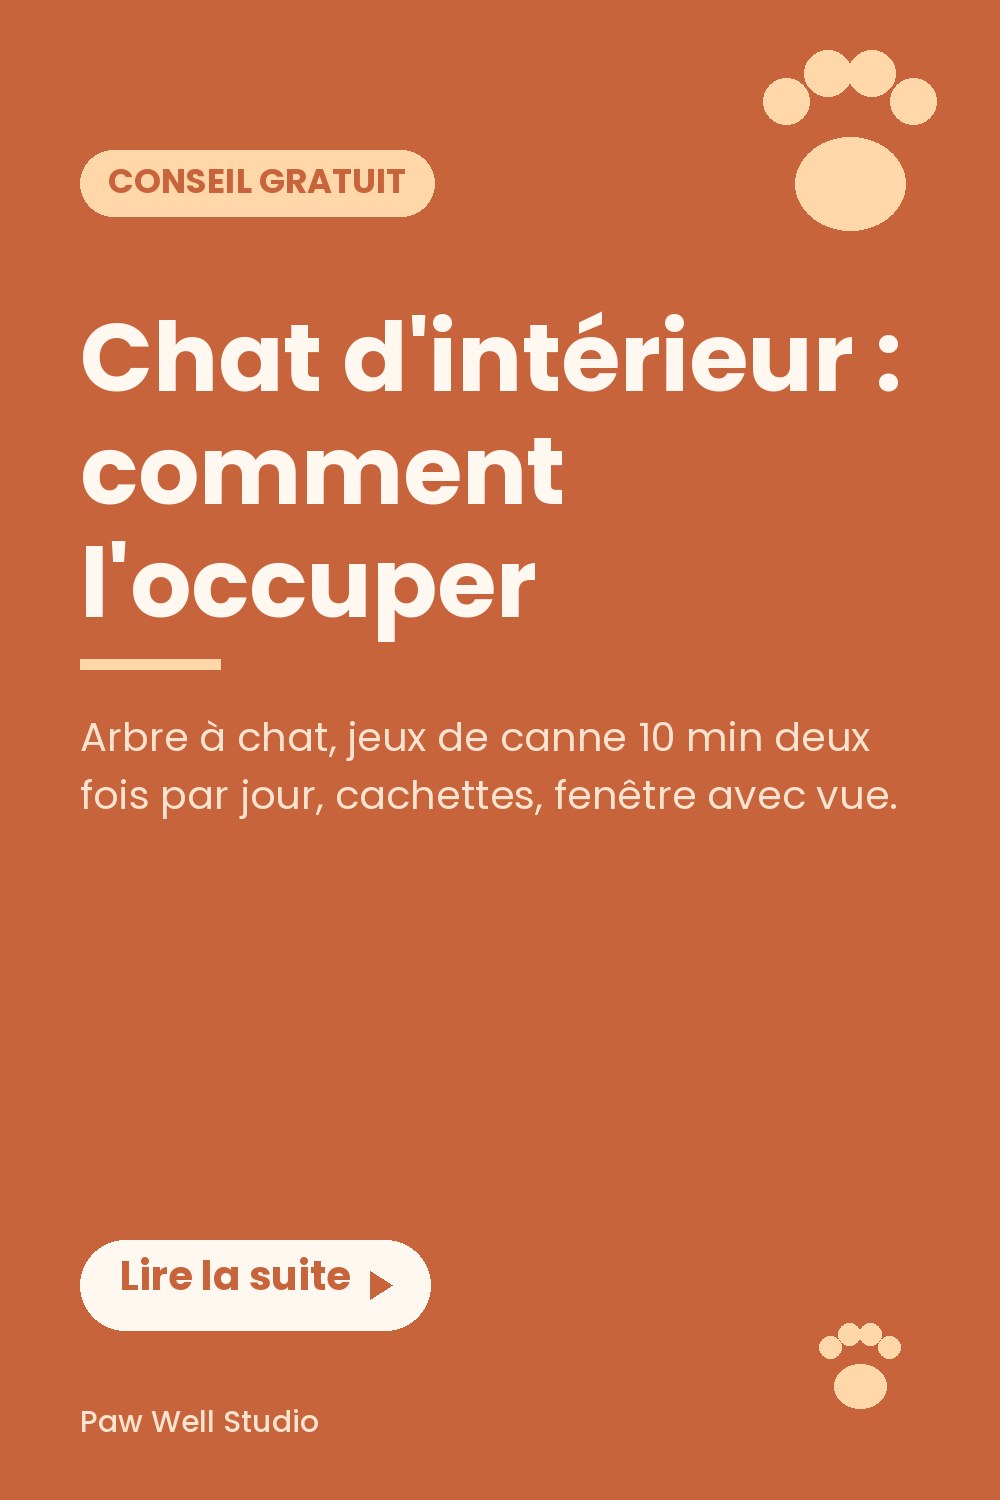 CONSEIL GRATUIT
Chat d'intérieur :
comment
l'occuper
Arbre à chat, jeux de canne 10 min deux
fois par jour, cachettes, fenêtre avec vue.
Lire la suite
Paw Well Studio